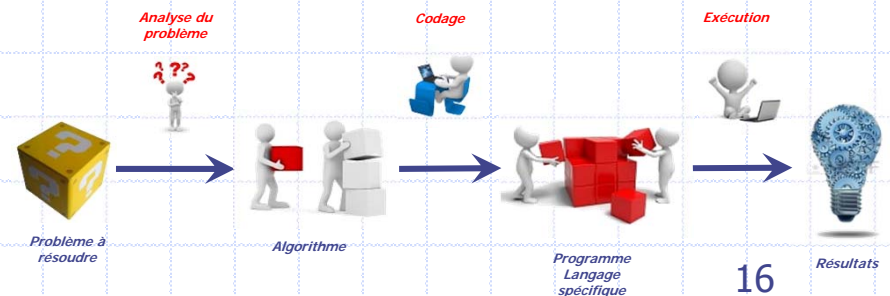 Analyse du
problème
Codage
Exécution
Problème à
résoudre
Algorithme
Programme
Langage
spécifique
16
Résultats